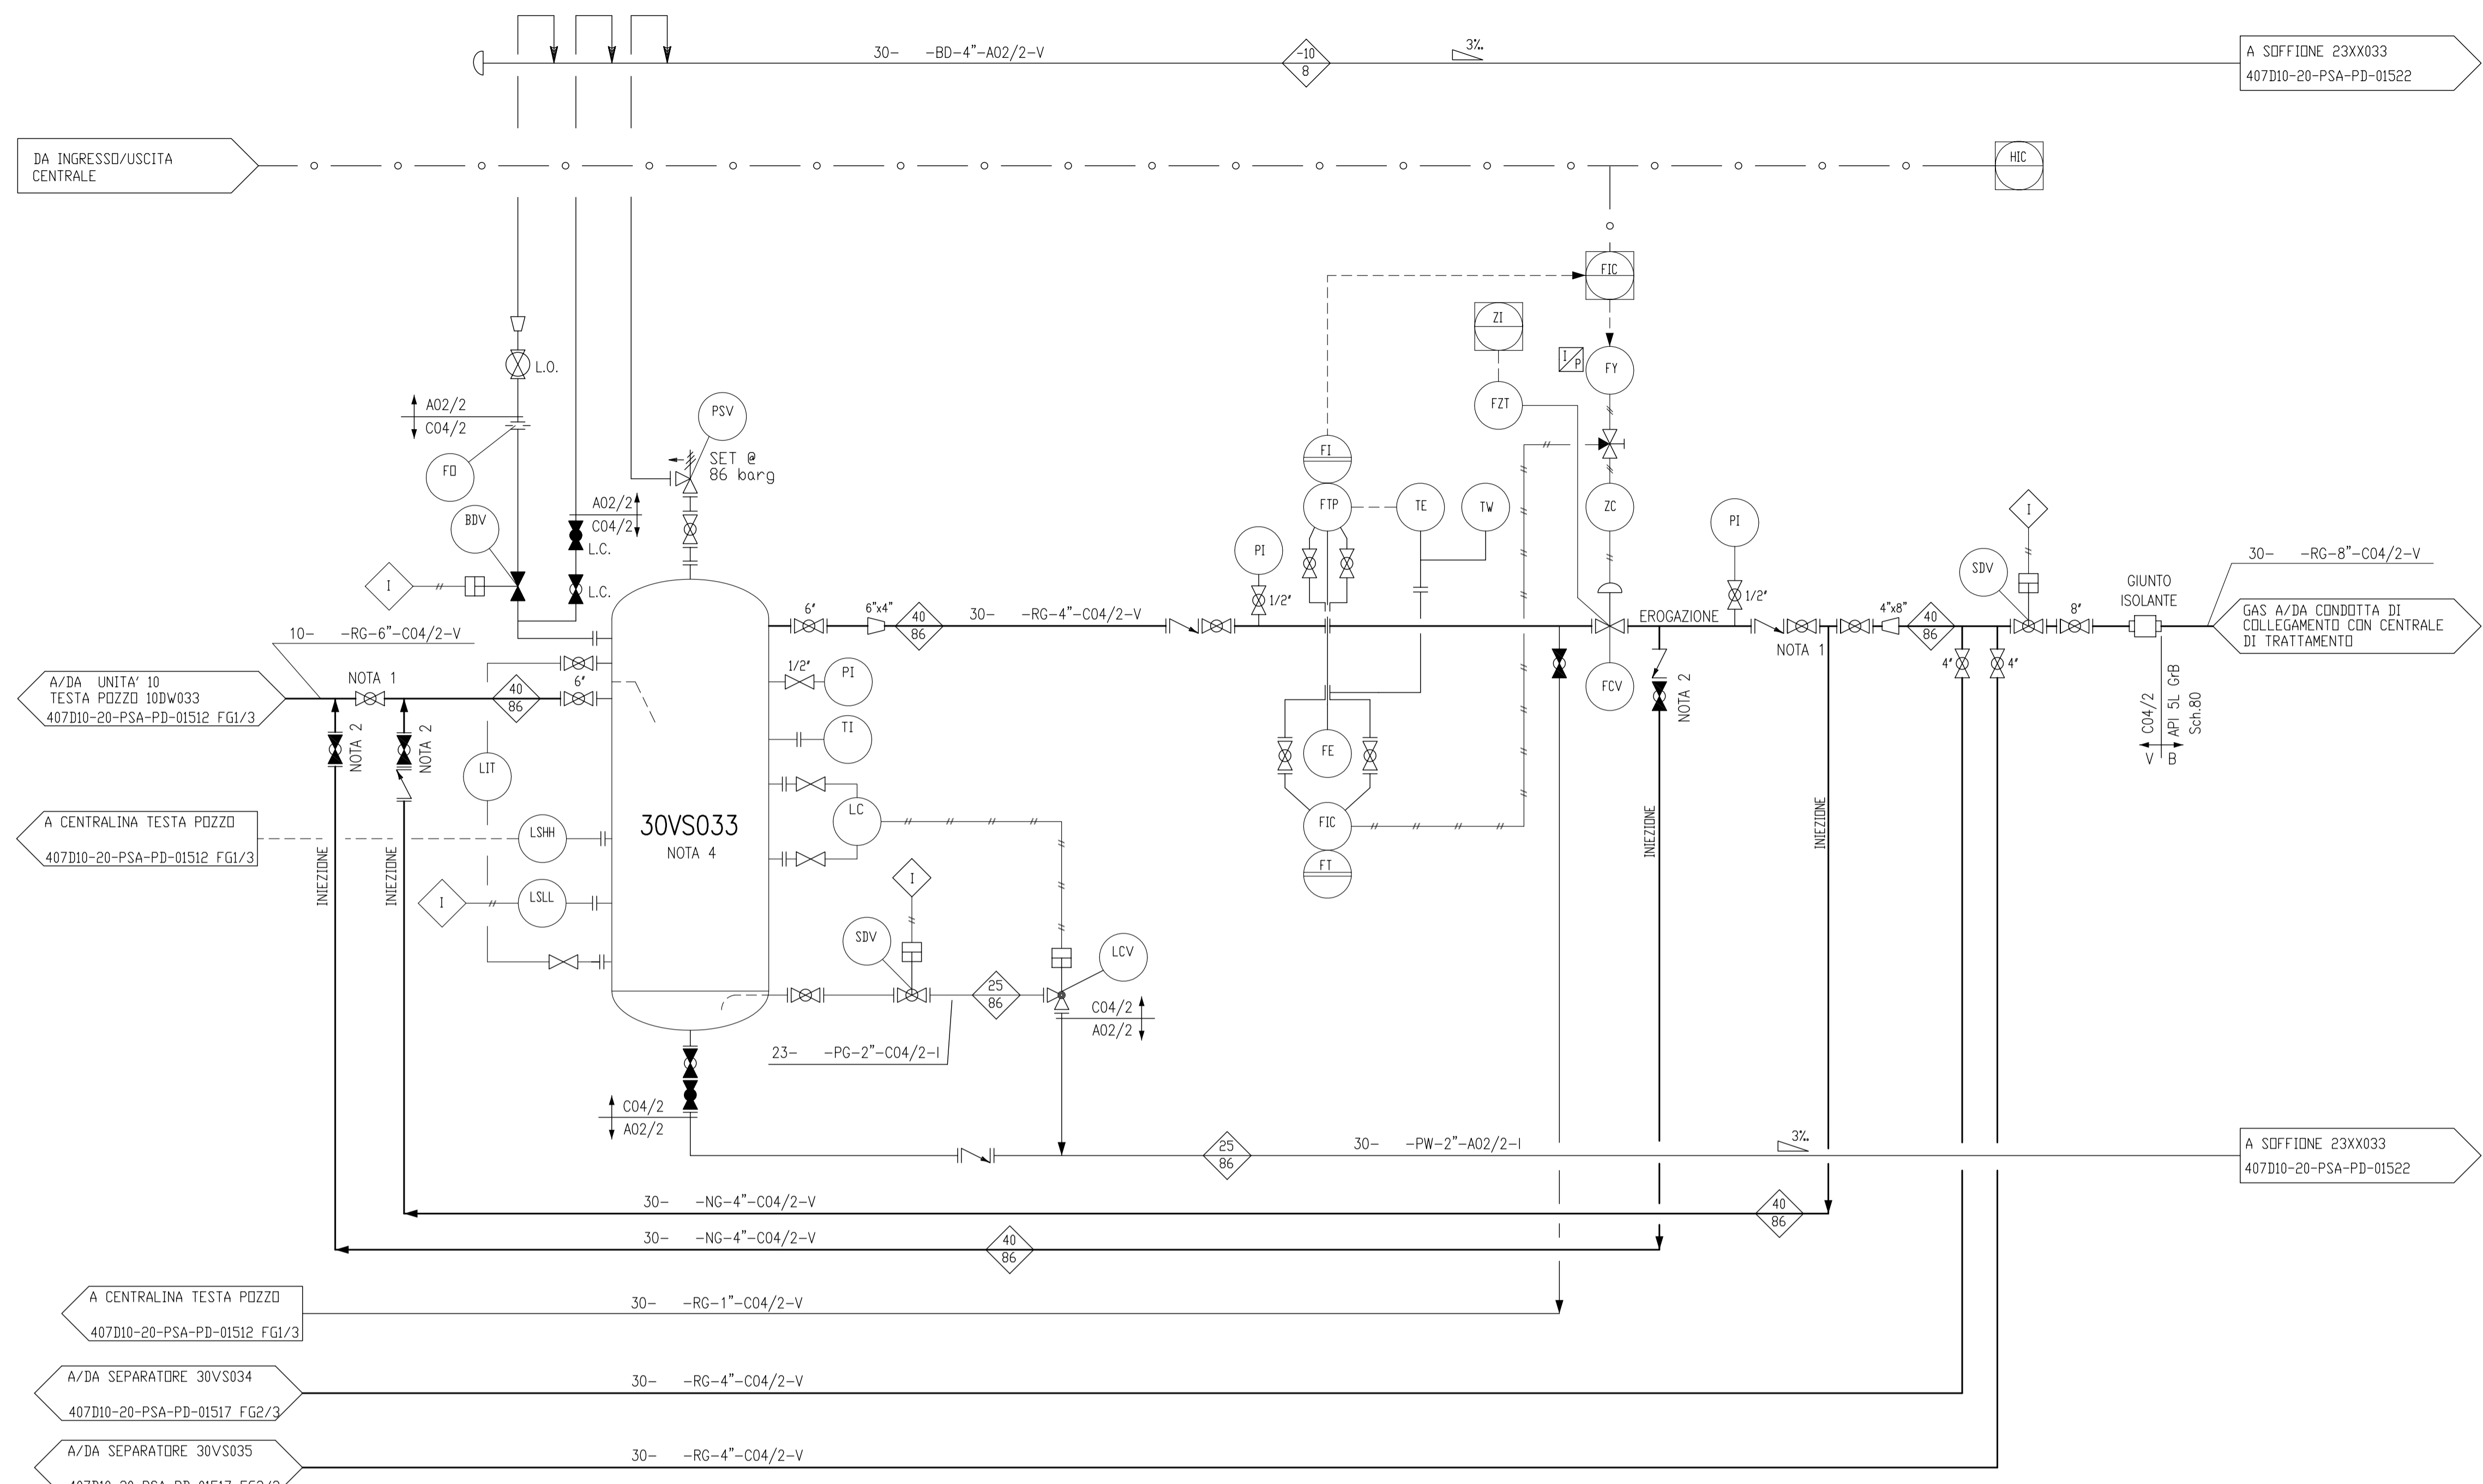 30-    -BD-4"-A02/2-V
-10
8
3‰
A SOFFIONE 23XX033
407D10-20-PSA-PD-01522
DA INGRESSO/USCITA
CENTRALE
HIC
FIC
ZI
I/P
FY
L.O.
A02/2
C04/2
FO
PSV
SET @
86 barg
FZT
FI
BDV
A02/2
C04/2
L.C.
L.C.
I
FTP
TE
TW
ZC
PI
PI
I
SDV
30-    -RG-8"-C04/2-V
GIUNTO
ISOLANTE
1/2"
1/2"
6"
6"x4"
40
86
30-    -RG-4"-C04/2-V
EROGAZIONE
NOTA 1
4"x8"
40
86
8"
4"
4"
GAS A/DA CONDOTTA DI
COLLEGAMENTO CON CENTRALE
DI TRATTAMENTO
10-    -RG-6"-C04/2-V
A/DA  UNITA' 10
TESTA POZZO 10DW033
407D10-20-PSA-PD-01512 FG1/3
NOTA 1
40
86
6"
1/2"
PI
TI
FCV
NOTA 2
NOTA 2
NOTA 2
C04/2
API 5L GrB
Sch.80
V
B
LIT
FE
LC
FIC
FT
A CENTRALINA TESTA POZZO
407D10-20-PSA-PD-01512 FG1/3
LSHH
30VS033
NOTA 4
INIEZIONE
INIEZIONE
INIEZIONE
INIEZIONE
I
LSLL
I
SDV
LCV
25
86
C04/2
A02/2
23-    -PG-2"-C04/2-I
C04/2
A02/2
25
86
30-    -PW-2"-A02/2-I
3‰
A SOFFIONE 23XX033
407D10-20-PSA-PD-01522
30-    -NG-4"-C04/2-V
40
86
30-    -NG-4"-C04/2-V
40
86
A CENTRALINA TESTA POZZO
407D10-20-PSA-PD-01512 FG1/3
30-    -RG-1"-C04/2-V
A/DA SEPARATORE 30VS034
407D10-20-PSA-PD-01517 FG2/3
30-    -RG-4"-C04/2-V
A/DA SEPARATORE 30VS035
30-    -RG-4"-C04/2-V